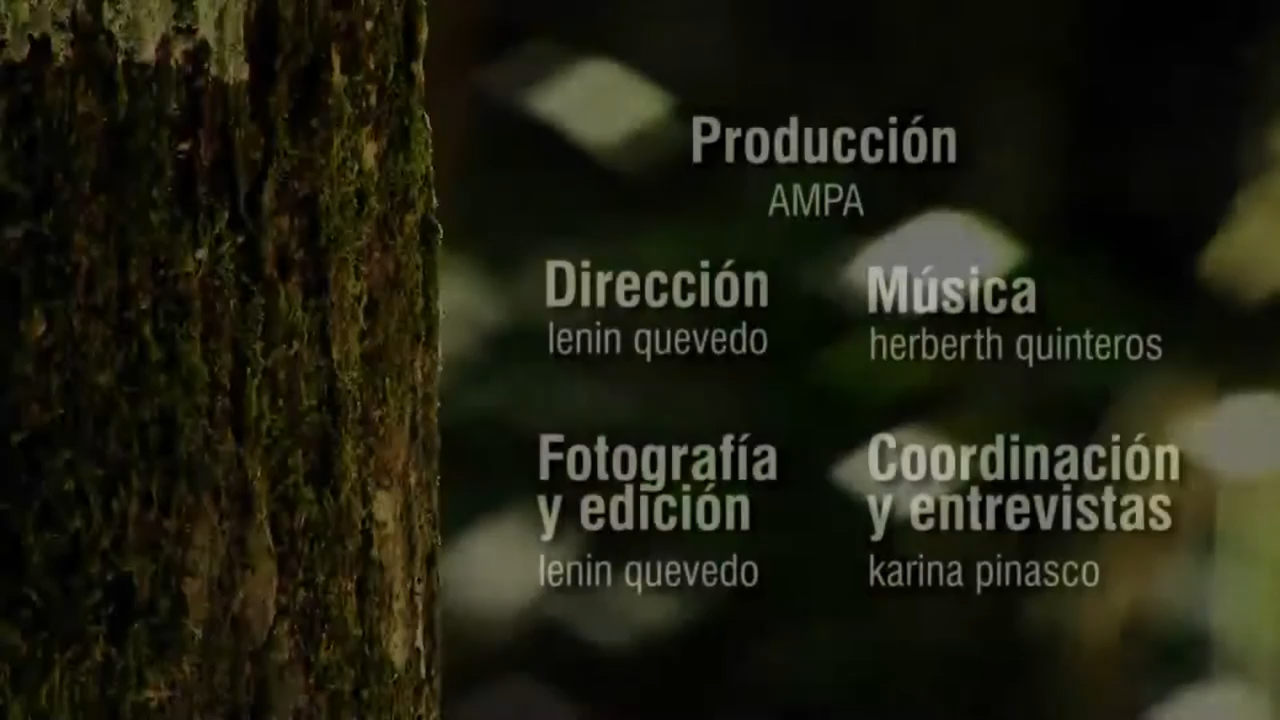 Producción
AMPA
Dirección
lenin quevedo
Música
herberth quinteros
Fotografía
y edición
lenin quevedo
Coordinación
y entrevistas
karina pinasco